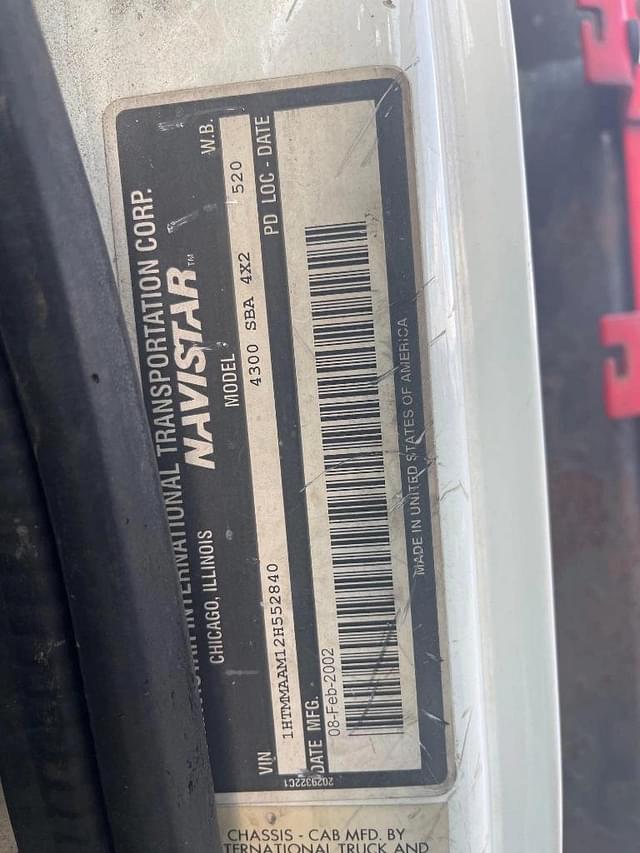 INTERNATIONAL TRANSPORTATION CORP.
CHICAGO, ILLINOIS NAVISTAR™
VIN MODEL W.B.
1HTMMAAM12H552840 4300 SBA 4X2 520
DATE MFG. PD LOC - DATE
08-Feb-2002
MADE IN UNITED STATES OF AMERICA
2029322C1
CHASSIS - CAB MFD. BY
TERNATIONAL TRUCK AND